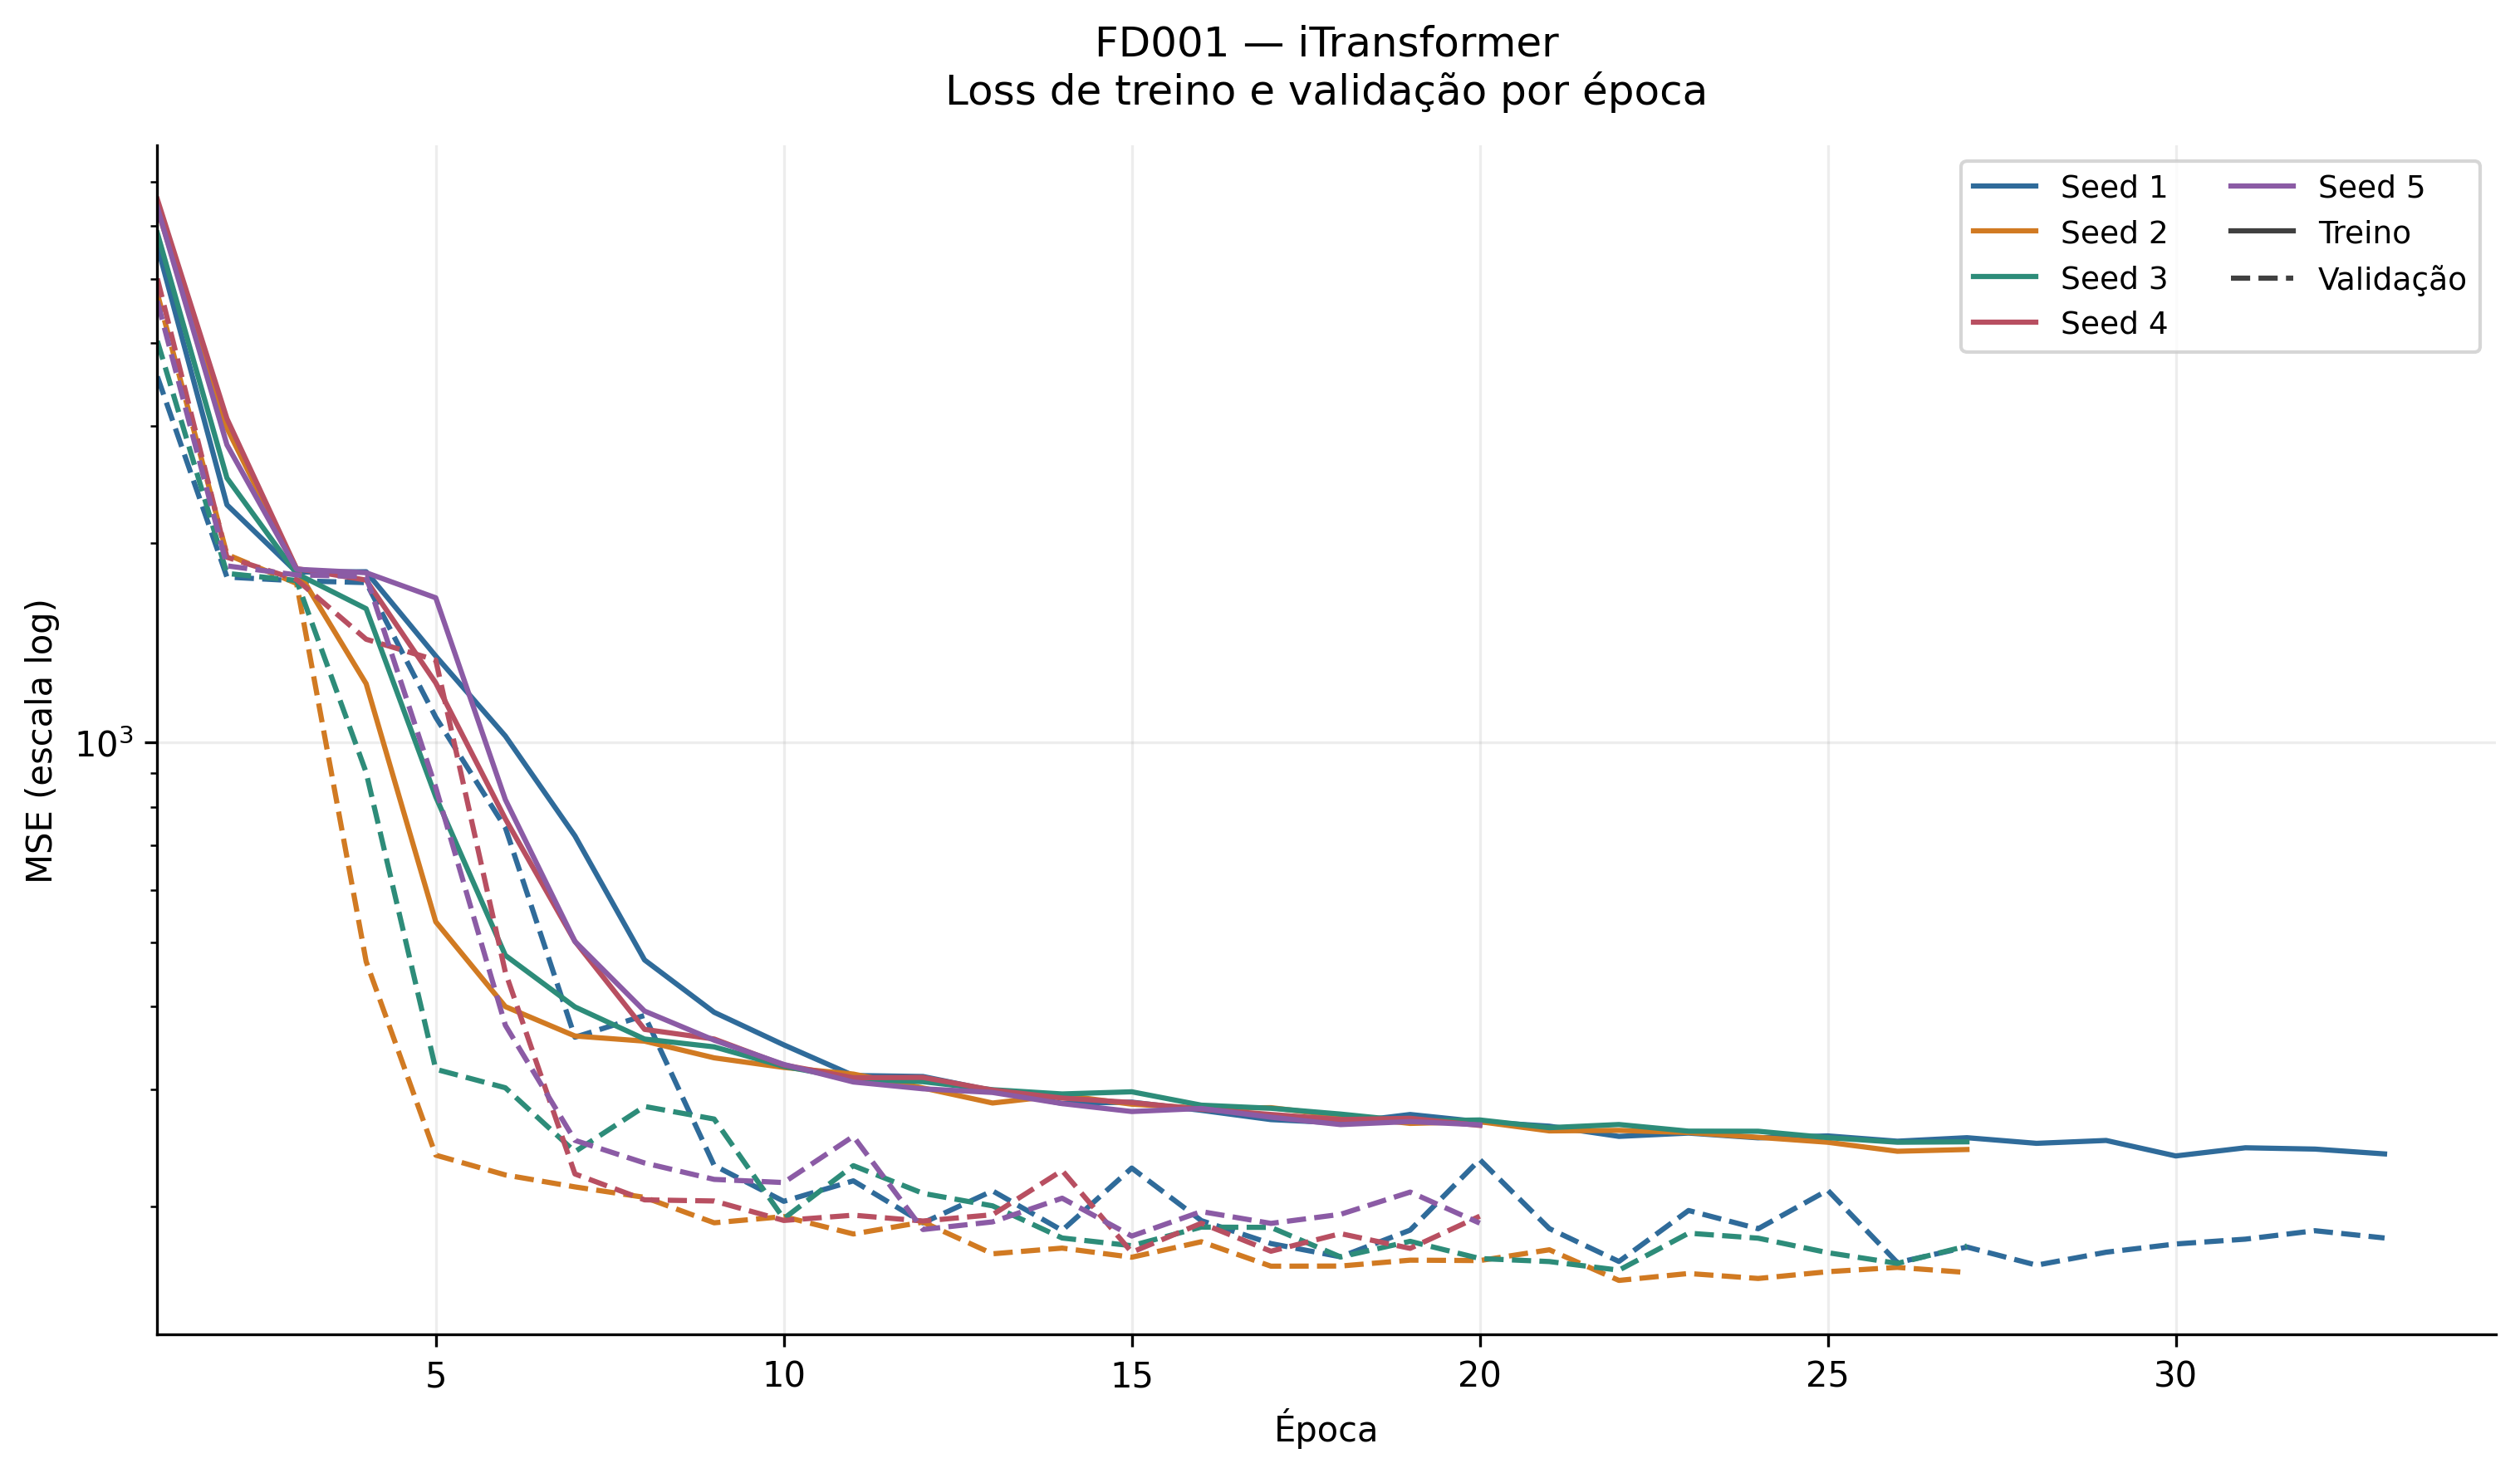 FD001 — iTransformer
Loss de treino e validação por época
Seed 1
Seed 2
Seed 3
Seed 4
Seed 5
Treino
Validação
MSE (escala log)
10³
5
10
15
20
25
30
Época